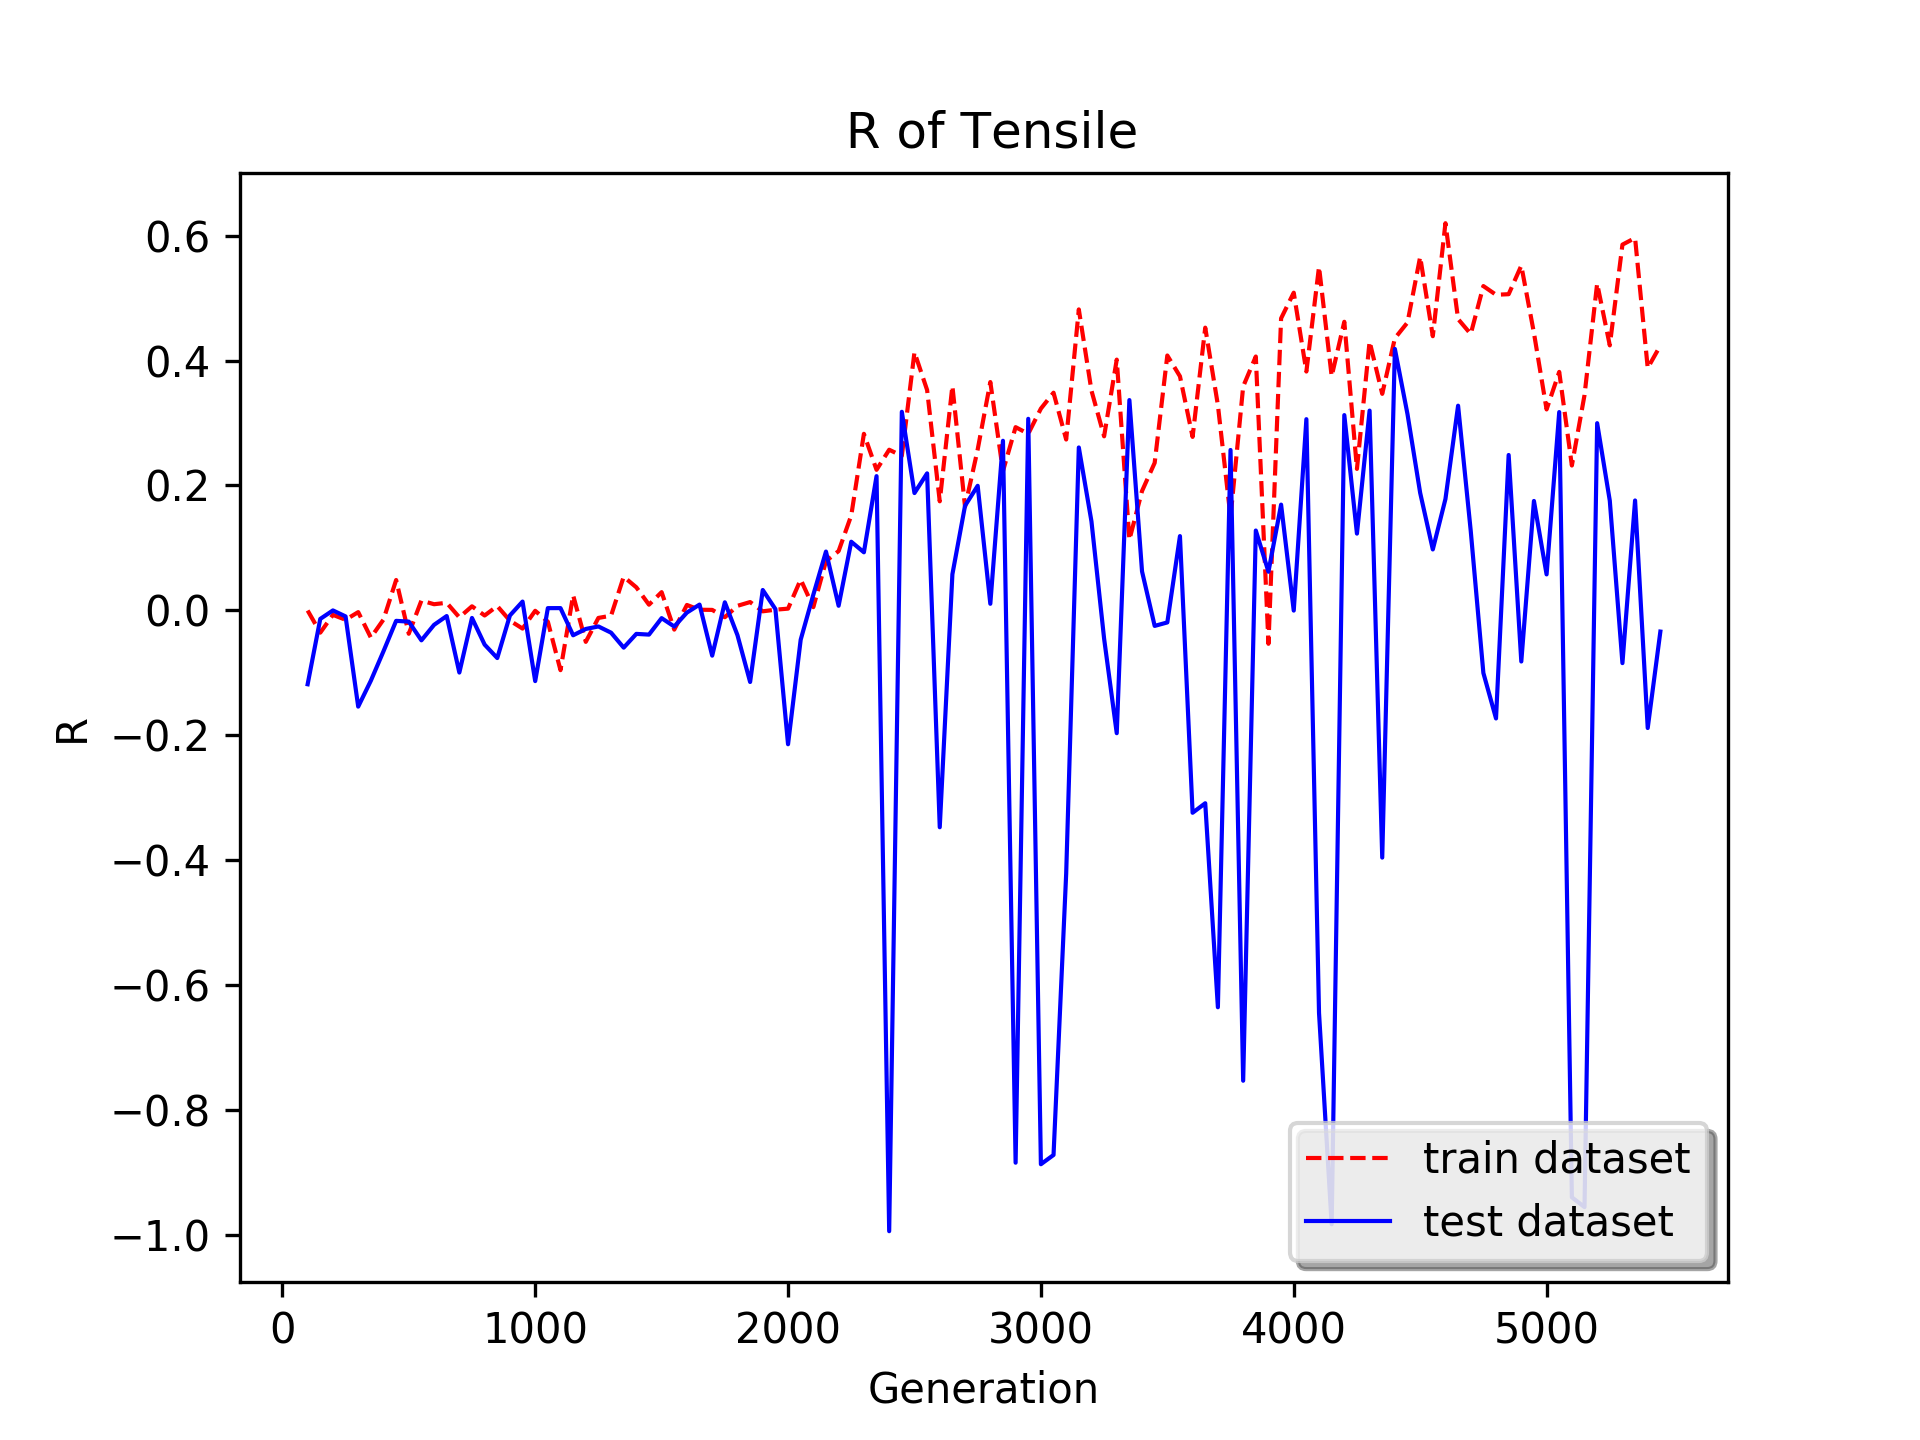 R of Tensile
R
0.6
0.4
0.2
0.0
−0.2
−0.4
−0.6
−0.8
−1.0
train dataset
test dataset
0 1000 2000 3000 4000 5000
Generation